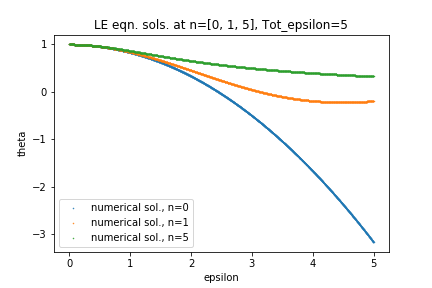 LE eqn. sols. at n=[0, 1, 5], Tot_epsilon=5
1
0
−1
−2
−3
theta
numerical sol., n=0
numerical sol., n=1
numerical sol., n=5
0 1 2 3 4 5
epsilon